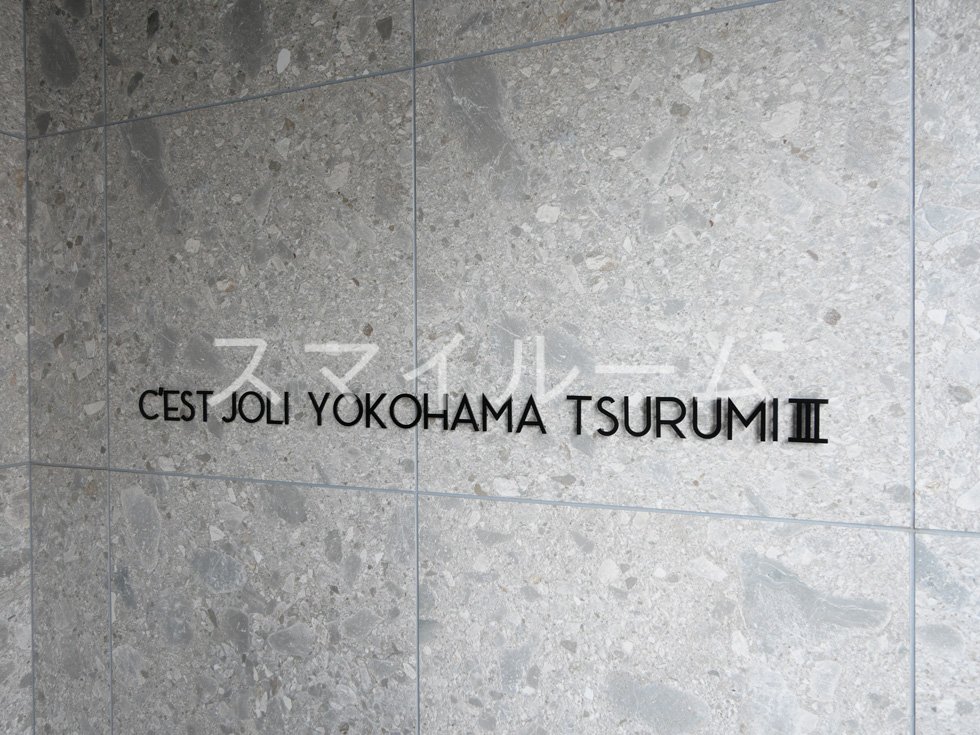 スマイルーム
C'EST JOLI YOKOHAMA TSURUMI III